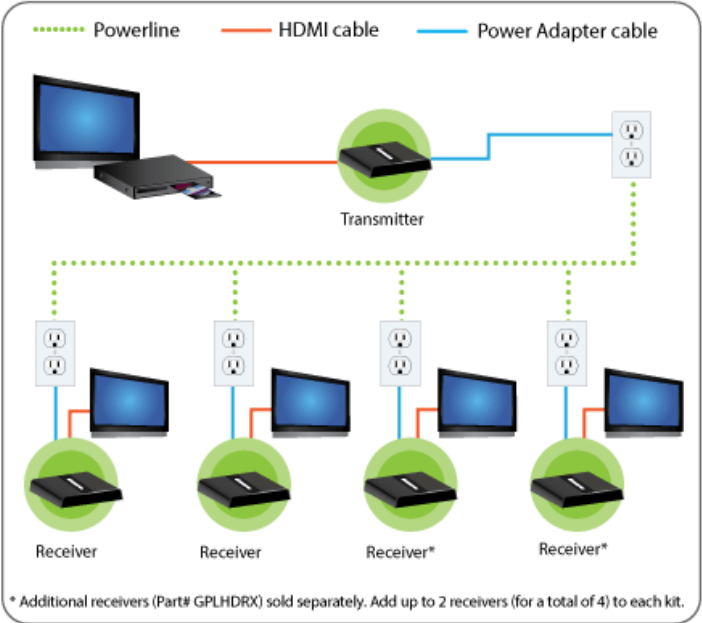 Powerline HDMI cable Power Adapter cable
Transmitter
Receiver Receiver Receiver* Receiver*
* Additional receivers (Part# GPLHDRX) sold separately. Add up to 2 receivers (for a total of 4) to each kit.